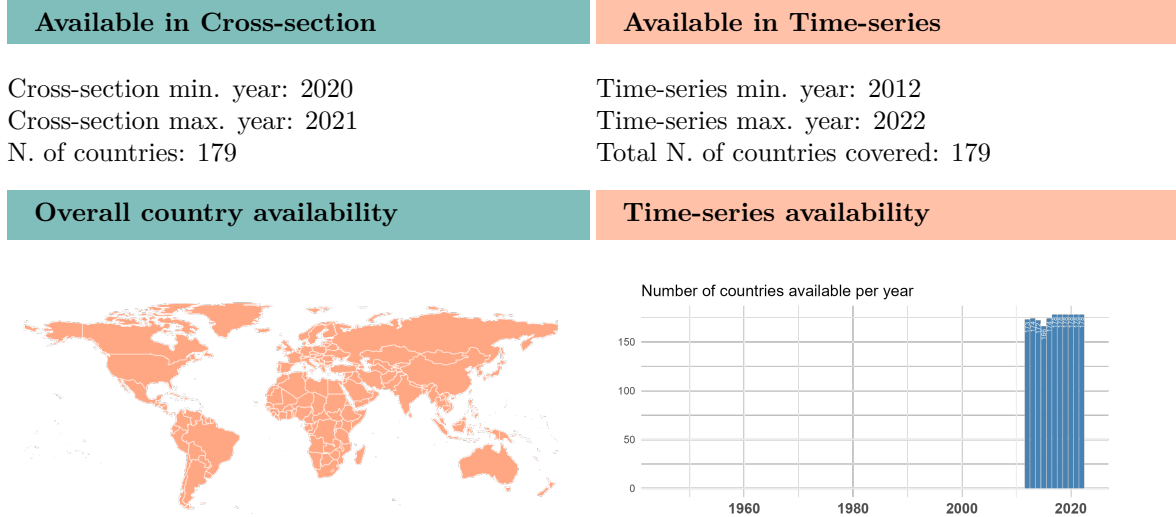 Available in Cross-section
Available in Time-series
Cross-section min. year: 2020
Cross-section max. year: 2021
N. of countries: 179
Time-series min. year: 2012
Time-series max. year: 2022
Total N. of countries covered: 179
Overall country availability
Time-series availability
Number of countries available per year
150
100
50
0
1960
1980
2000
2020